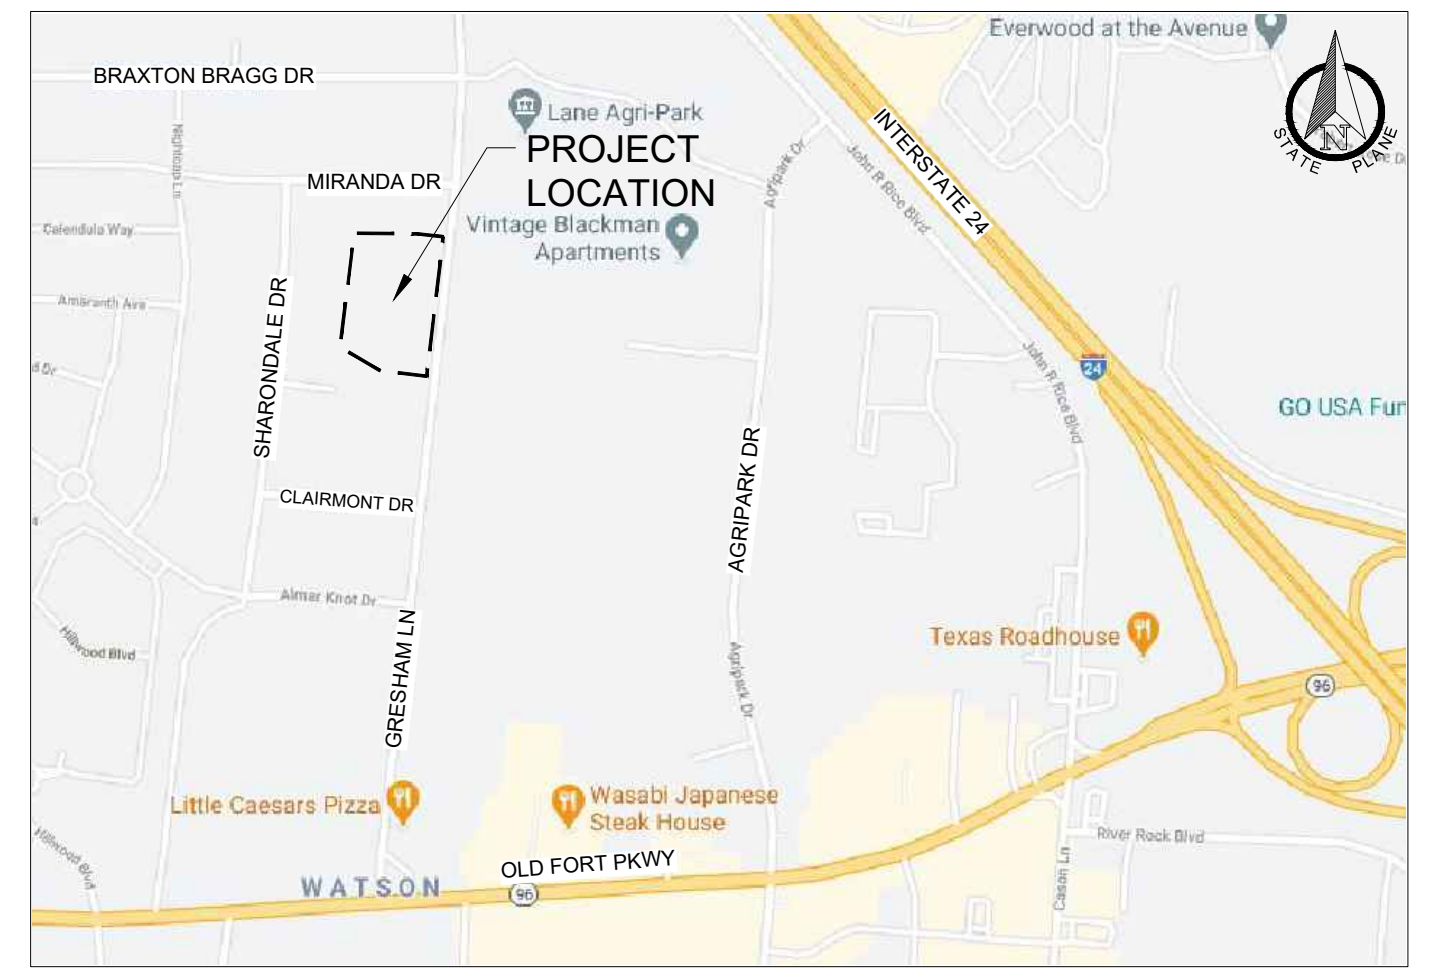 Everwood at the Avenue
BRAXTON BRAGG DR
Lane Agri-Park
PROJECT
LOCATION
INTERSTATE 24
N
STATE PLANE
Agripark Dr
John R Rice Blvd
MIRANDA DR
Vintage Blackman
Apartments
Calendula Way
Amaranth Ave
SHARONDALE DR
d Dr
John R Rice Blvd
24
GO USA Fun
AGRIPARK DR
CLAIRMONT DR
Almar Knot Dr
GRESHAM LN
Texas Roadhouse
Hillwood Blvd
Agripark Dr
96
Little Caesars Pizza
Wasabi Japanese
Steak House
River Rock Blvd
Hillwood Blvd
OLD FORT PKWY
Cason Ln
WATSON
96